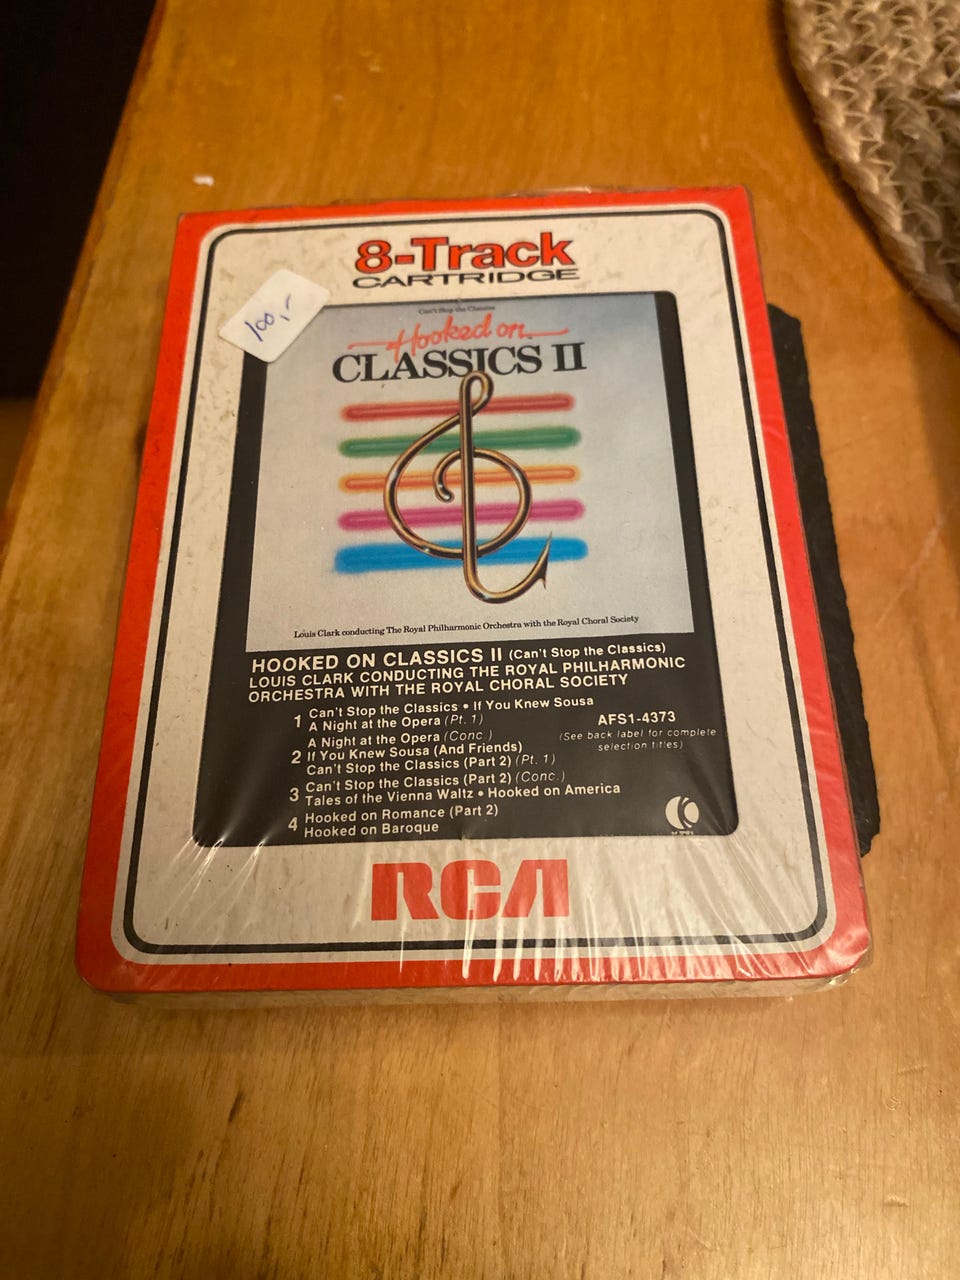 8-Track
CARTRIDGE
100,-
Can't Stop the Classics
Hooked on
CLASSICS II
Louis Clark conducting The Royal Philharmonic Orchestra with the Royal Choral Society
HOOKED ON CLASSICS II (Can't Stop the Classics)
LOUIS CLARK CONDUCTING THE ROYAL PHILHARMONIC
ORCHESTRA WITH THE ROYAL CHORAL SOCIETY
1 Can't Stop the Classics • If You Knew Sousa
A Night at the Opera (Pt. 1)
AFS1-4373
(See back label for complete
selection titles)
2 A Night at the Opera (Conc.)
If You Knew Sousa (And Friends)
Can't Stop the Classics (Part 2) (Pt. 1)
3 Can't Stop the Classics (Part 2) (Conc.)
Tales of the Vienna Waltz • Hooked on America
4 Hooked on Romance (Part 2)
Hooked on Baroque
RCA